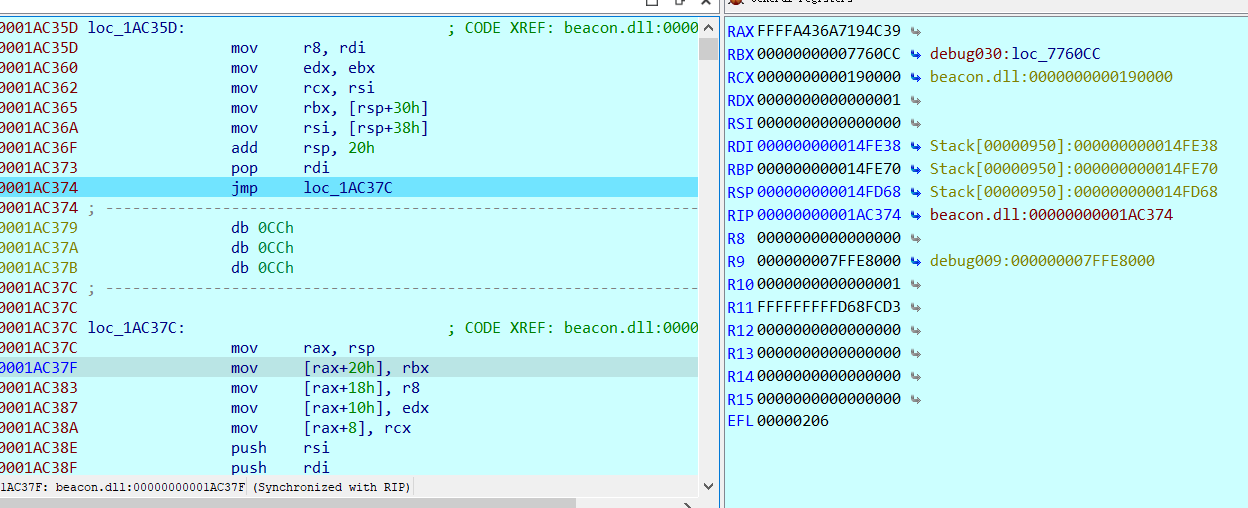 0001AC35D loc_1AC35D: ; CODE XREF: beacon.dll:0000
0001AC35D mov r8, rdi
0001AC360 mov edx, ebx
0001AC362 mov rcx, rsi
0001AC365 mov rbx, [rsp+30h]
0001AC36A mov rsi, [rsp+38h]
0001AC36F add rsp, 20h
0001AC373 pop rdi
0001AC374 jmp loc_1AC37C
0001AC374 ; ---------------------------------------------------------------
0001AC379 db 0CCh
0001AC37A db 0CCh
0001AC37B db 0CCh
0001AC37C ; ---------------------------------------------------------------
0001AC37C
0001AC37C loc_1AC37C: ; CODE XREF: beacon.dll:0000
0001AC37C mov rax, rsp
0001AC37F mov [rax+20h], rbx
0001AC383 mov [rax+18h], r8
0001AC387 mov [rax+10h], edx
0001AC38A mov [rax+8], rcx
0001AC38E push rsi
0001AC38F push rdi
1AC37F: beacon.dll:00000000001AC37F (Synchronized with RIP)
General registers
RAX FFFFA436A7194C39
RBX 00000000007760CC debug030:loc_7760CC
RCX 0000000000190000 beacon.dll:0000000000190000
RDX 0000000000000001
RSI 0000000000000000
RDI 000000000014FE38 Stack[00000950]:000000000014FE38
RBP 000000000014FE70 Stack[00000950]:000000000014FE70
RSP 000000000014FD68 Stack[00000950]:000000000014FD68
RIP 00000000001AC374 beacon.dll:00000000001AC374
R8 0000000000000000
R9 000000007FFE8000 debug009:000000007FFE8000
R10 0000000000000001
R11 FFFFFFFFFD68FCD3
R12 0000000000000000
R13 0000000000000000
R14 0000000000000000
R15 0000000000000000
EFL 00000206